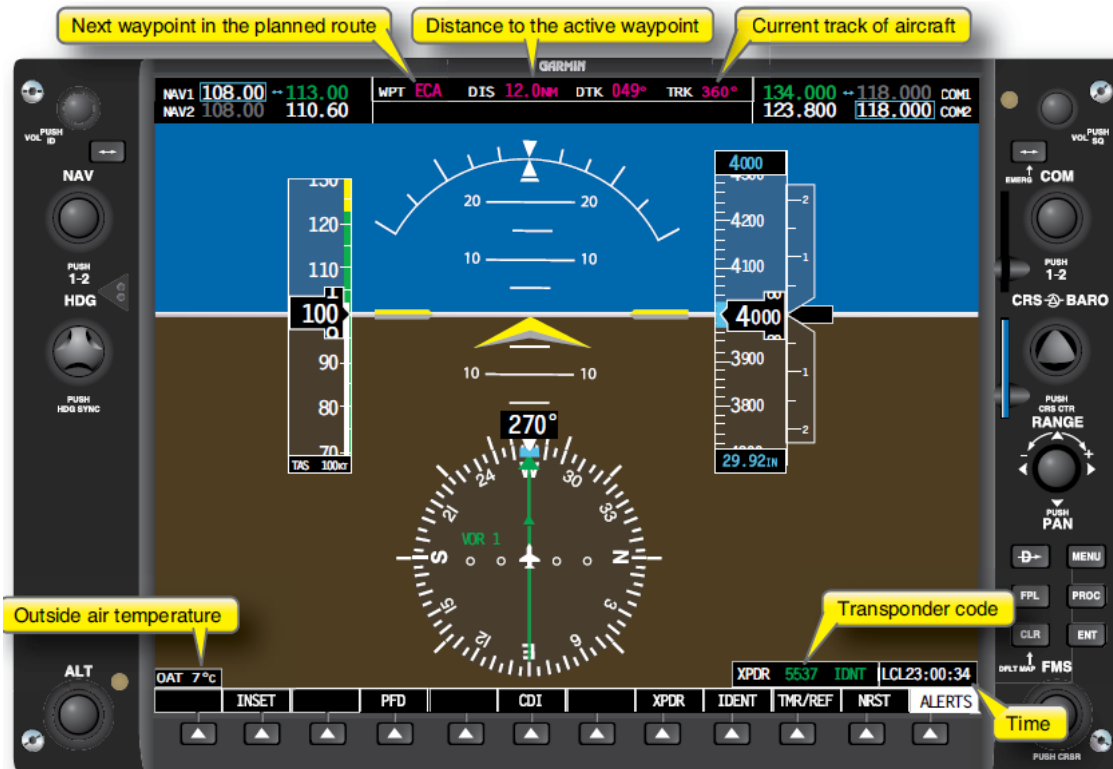 Next waypoint in the planned route
Distance to the active waypoint
Current track of aircraft
GARMIN
NAV1 108.00 ↔ 113.00
NAV2 108.00 110.60
WPT ECA DIS 12.0NM DTK 049° TRK 360°
134.000 ↔ 118.000 COM1
123.800 118.000 COM2
VOL PUSH ID
NAV
PUSH 1-2
HDG
PUSH HDG SYNC
ALT
130
120
110
100
90
80
70
TAS 100KT
20 20
10 10
10 10
4000
4300
4200
4100
4000
3900
3800
29.92IN
2
1
1
2
270°
24
30
21
33
VOR 1
S
N
15
3
12
6
E
VOL PUSH SQ
EMERG
COM
PUSH 1-2
CRS BARO
PUSH CRS CTR
RANGE
- +
PUSH PAN
D MENU
FPL PROC
CLR ENT
DFLT MAP FMS
PUSH CRSR
Outside air temperature
Transponder code
OAT 7°C
XPDR 5537 IDNT LCL23:00:34
INSET PFD CDI XPDR IDENT TMR/REF NRST ALERTS
Time